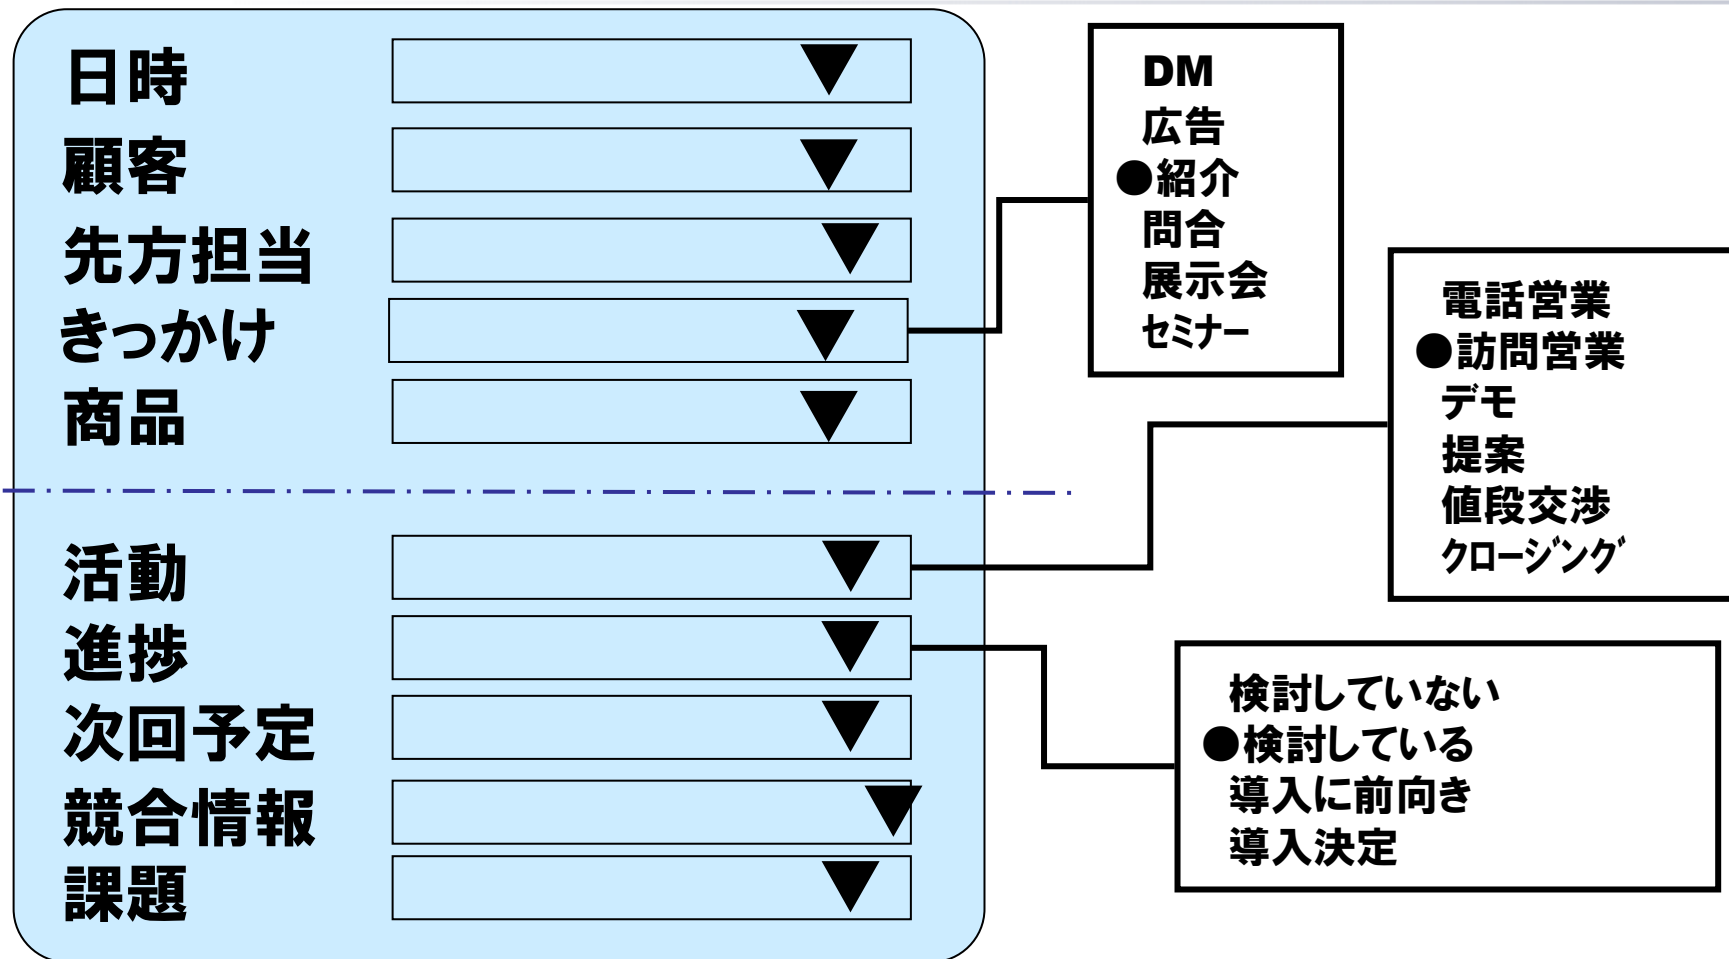 日時
顧客
先方担当
きっかけ
商品
活動
進捗
次回予定
競合情報
課題
DM
広告
●紹介
問合
展示会
セミナー
電話営業
●訪問営業
デモ
提案
値段交渉
クロージング
検討していない
●検討している
導入に前向き
導入決定